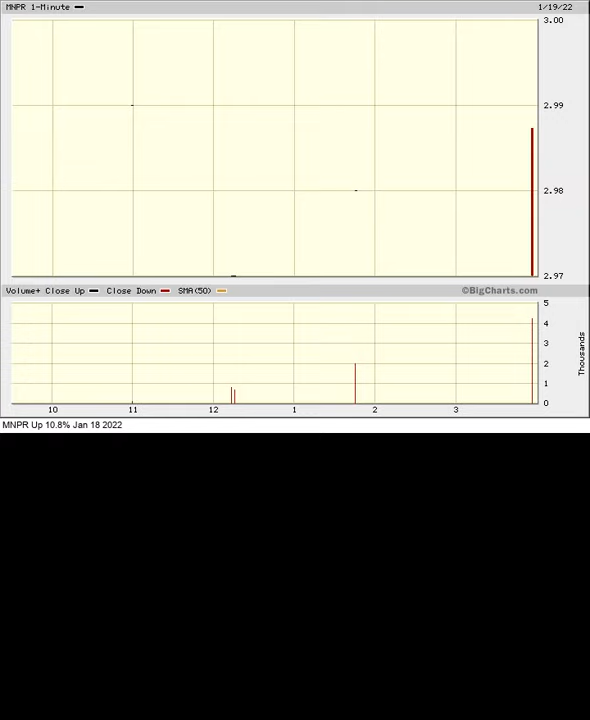 MNPR 1-Minute 1/19/22
3.00
2.99
2.98
2.97
Volume+ Close Up Close Down SMA(50) ©BigCharts.com
5
4
3
2
1
0
Thousands
10 11 12 1 2 3
MNPR Up 10.8% Jan 18 2022